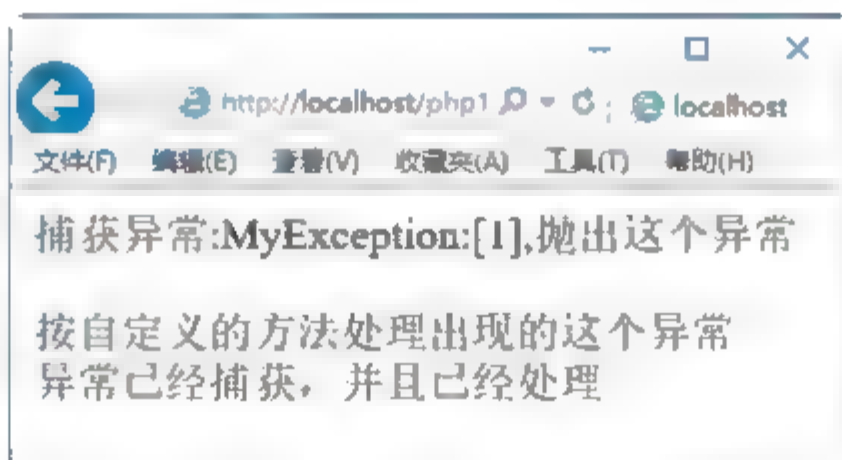 http://localhost/php1 localhost
文件(F) 编辑(E) 查看(V) 收藏夹(A) 工具(T) 帮助(H)
捕获异常:MyException:[1],抛出这个异常
按自定义的方法处理出现的这个异常
异常已经捕获，并且已经处理